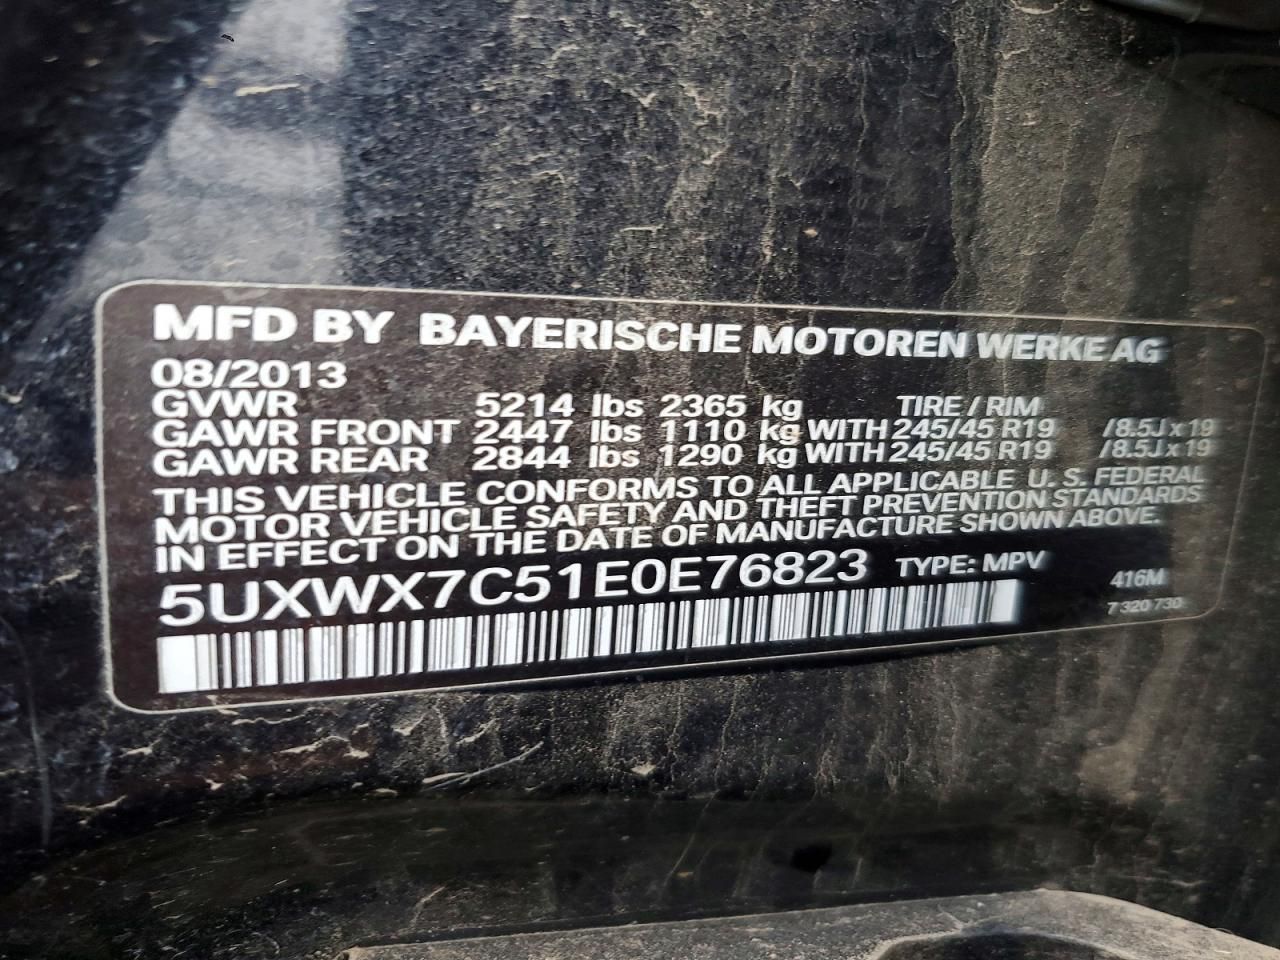 MFD BY BAYERISCHE MOTOREN WERKE AG
08/2013
GVWR 5214 lbs 2365 kg TIRE / RIM
GAWR FRONT 2447 lbs 1110 kg WITH 245/45 R19 /8.5J x 19
GAWR REAR 2844 lbs 1290 kg WITH 245/45 R19 /8.5J x 19
THIS VEHICLE CONFORMS TO ALL APPLICABLE U. S. FEDERAL
MOTOR VEHICLE SAFETY AND THEFT PREVENTION STANDARDS
IN EFFECT ON THE DATE OF MANUFACTURE SHOWN ABOVE.
5UXWX7C51E0E76823 TYPE: MPV
416M
7 320 730